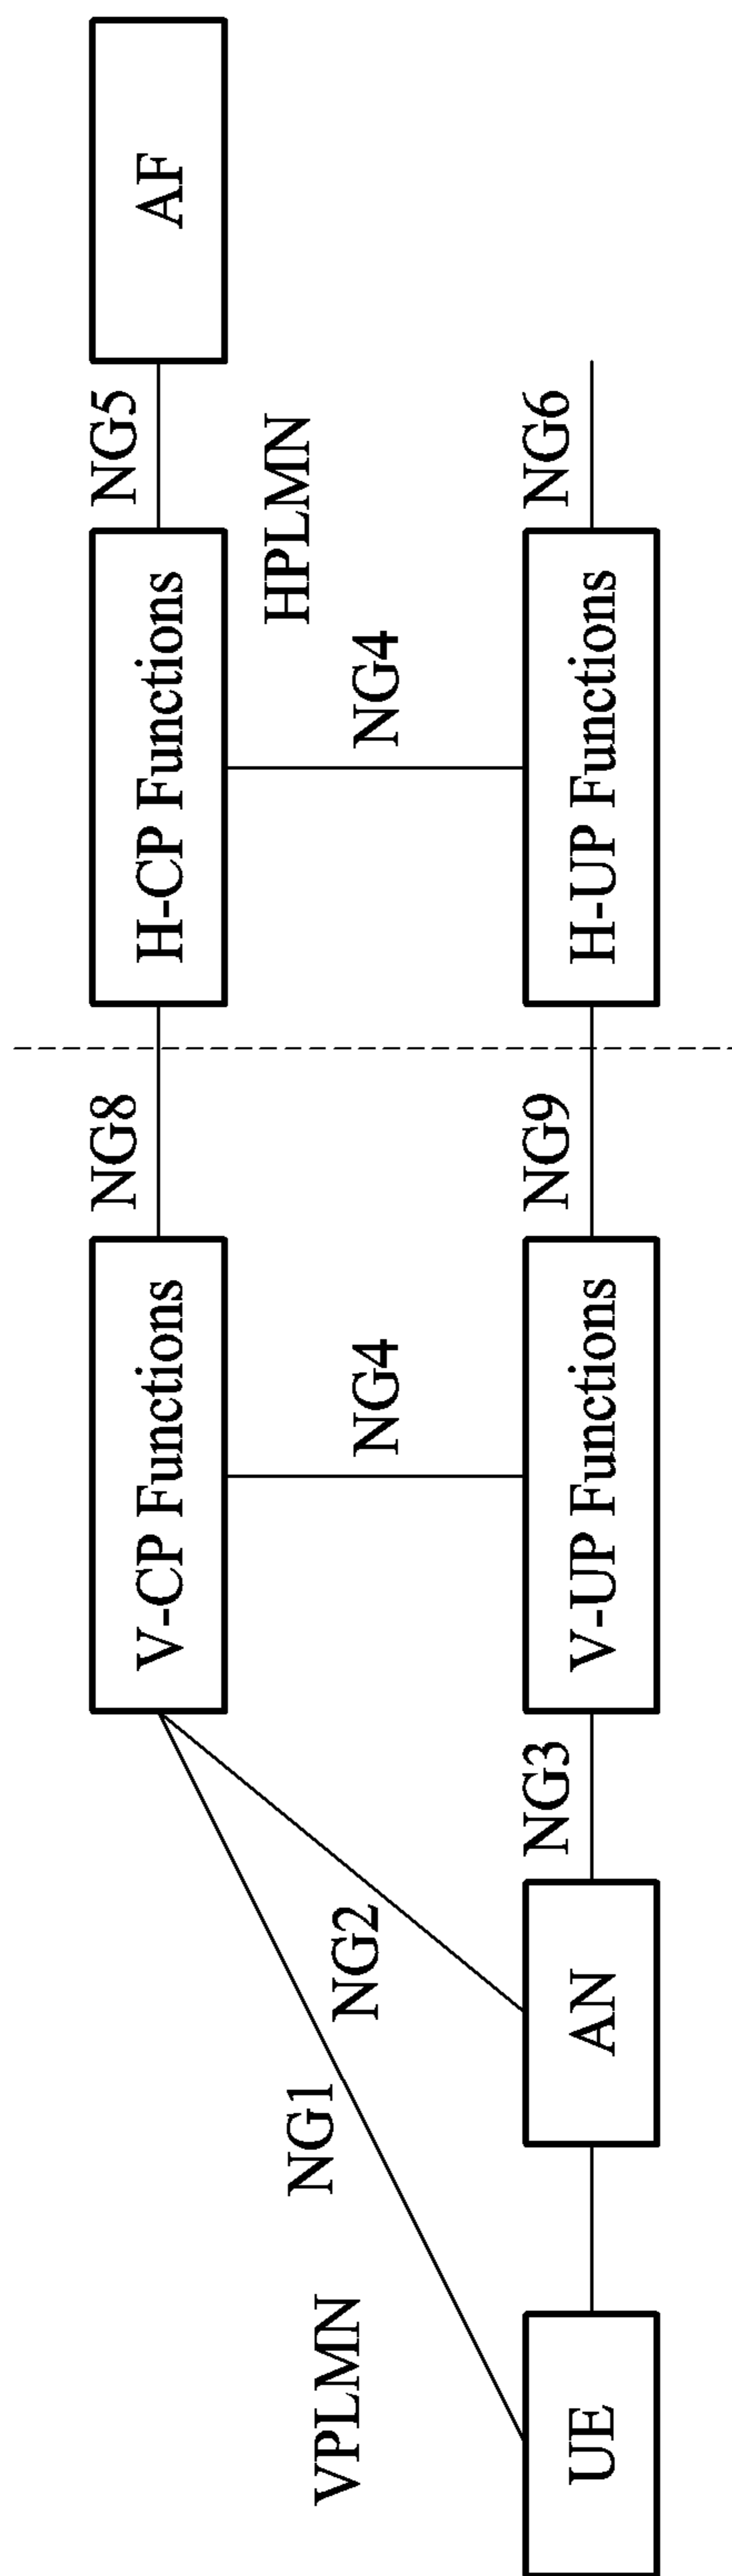 V-CP Functions
NG8
H-CP Functions
NG5
AF
VPLMN
NG1
NG2
NG4
NG4
HPLMN
UE
AN
NG3
V-UP Functions
NG9
H-UP Functions
NG6